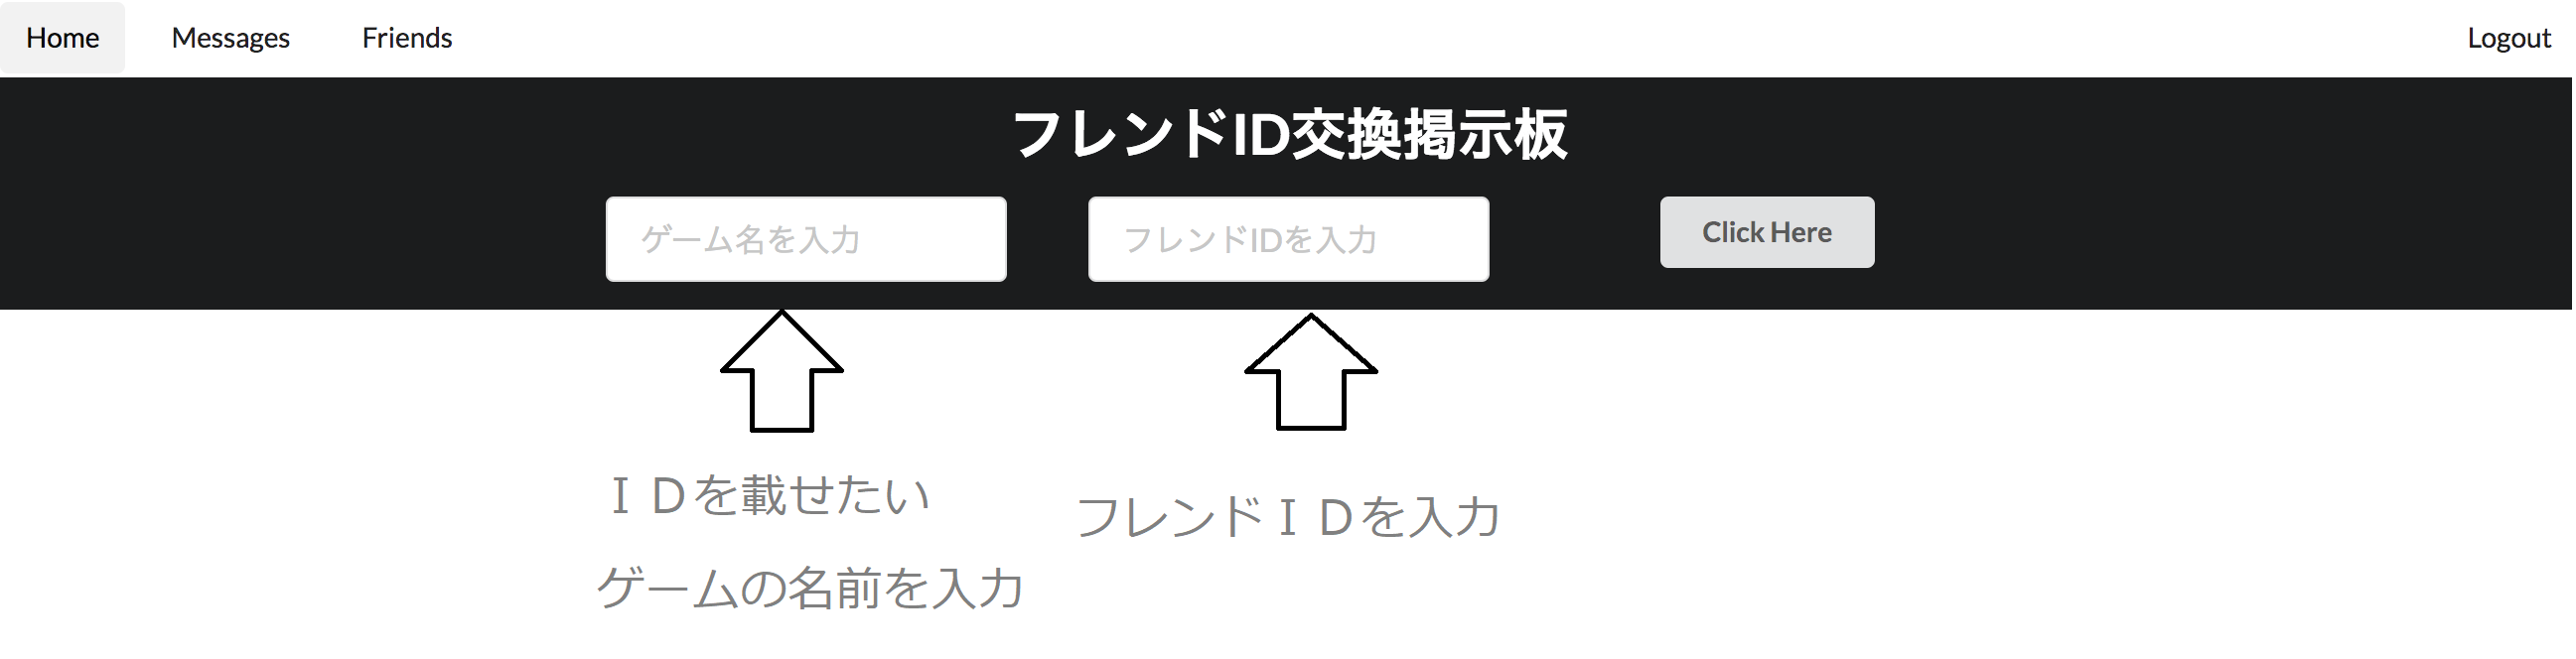 Home Messages Friends Logout
フレンドID交換掲示板
ゲーム名を入力 フレンドIDを入力 Click Here
ＩＤを載せたい
ゲームの名前を入力
フレンドＩＤを入力